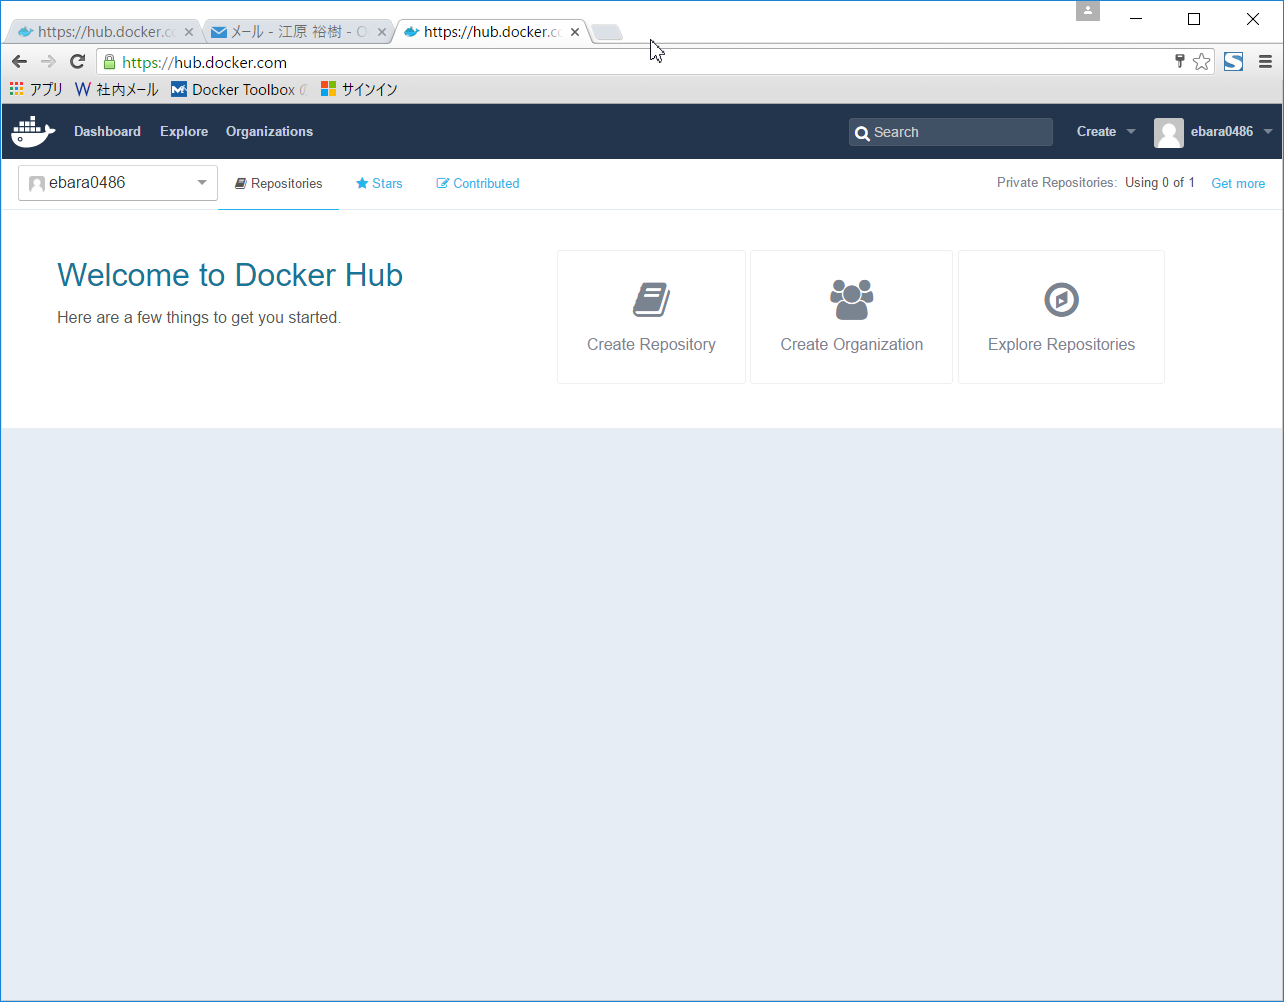 https://hub.docker.c
メール - 江原 裕樹 - O
https://hub.docker.c
https://hub.docker.com
アプリ
社内メール
Docker Toolbox の
サインイン
Dashboard
Explore
Organizations
Search
Create
ebara0486
ebara0486
Repositories
Stars
Contributed
Private Repositories: Using 0 of 1
Get more
Welcome to Docker Hub
Here are a few things to get you started.
Create Repository
Create Organization
Explore Repositories